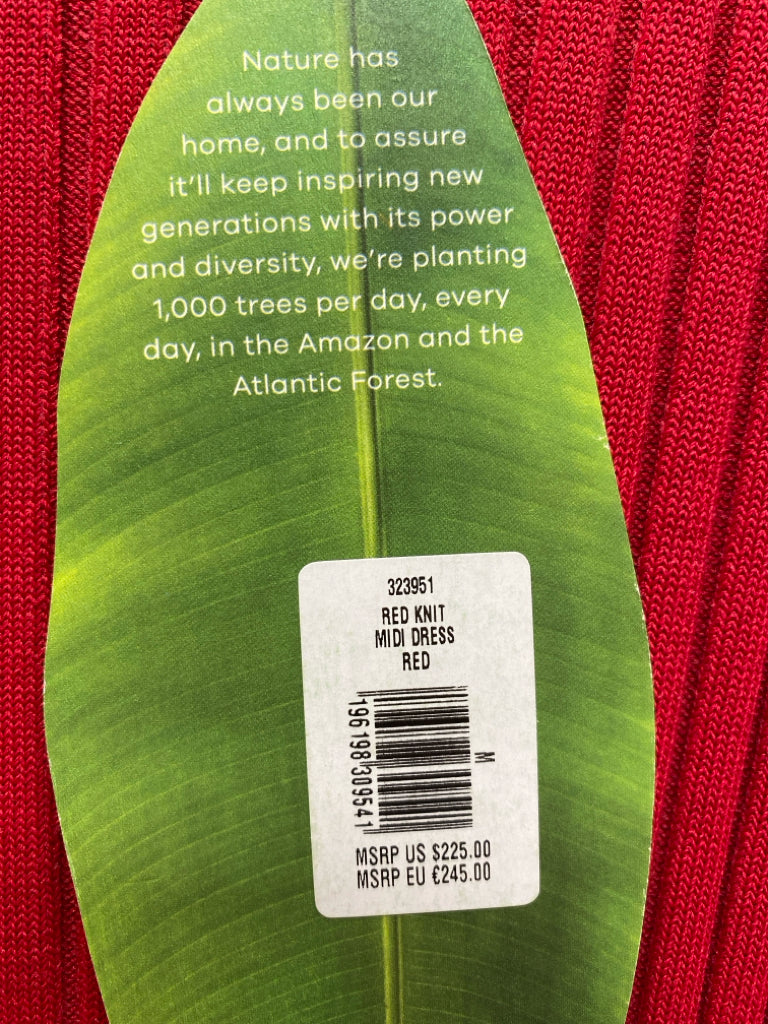 Nature has
always been our
home, and to assure
it'll keep inspiring new
generations with its power
and diversity, we're planting
1,000 trees per day, every
day, in the Amazon and the
Atlantic Forest.
323951
RED KNIT
MIDI DRESS
RED
196198309541
M
MSRP US $225.00
MSRP EU €245.00